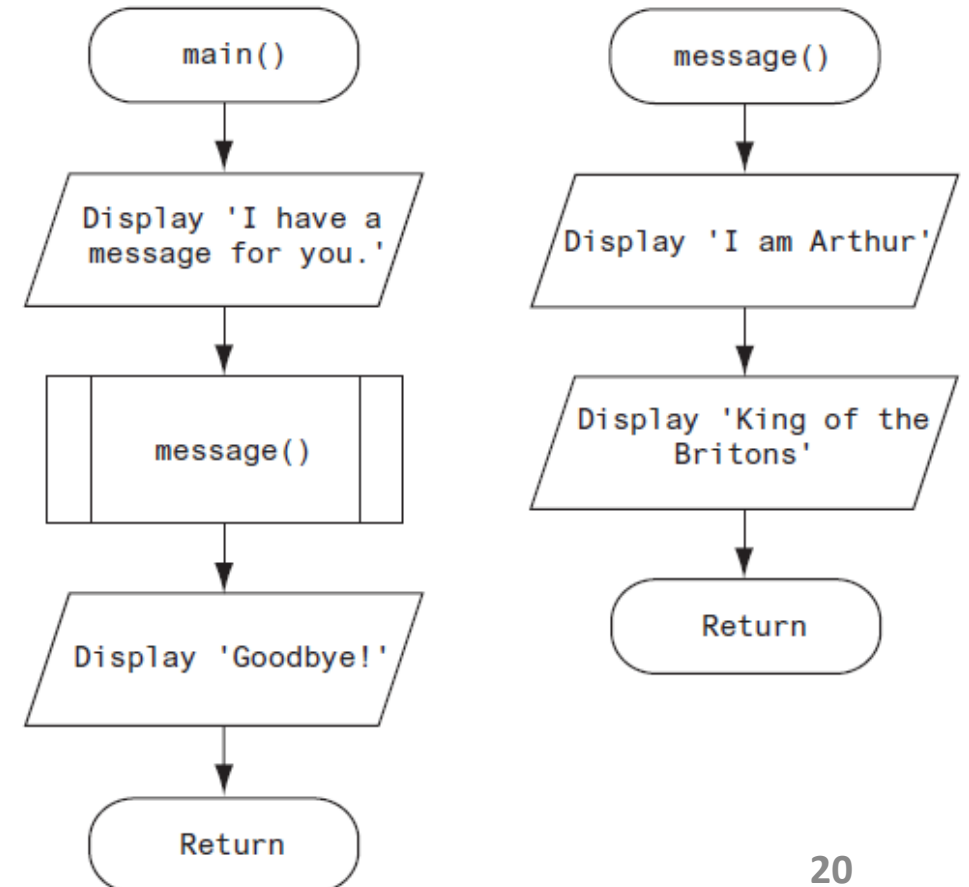 main()
Display 'I have a
message for you.'
message()
Display 'Goodbye!'
Return
message()
Display 'I am Arthur'
Display 'King of the
Britons'
Return
20